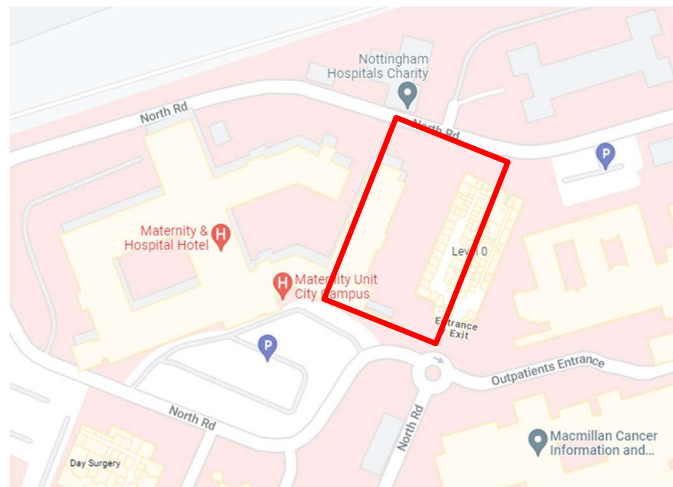 Nottingham
Hospitals Charity
North Rd
North Rd
P
Maternity &
Hospital Hotel
H
Level 0
H
Maternity Unit
City Campus
P
Entrance
Exit
Outpatients Entrance
North Rd
North Rd
Macmillan Cancer
Information and...
Day Surgery